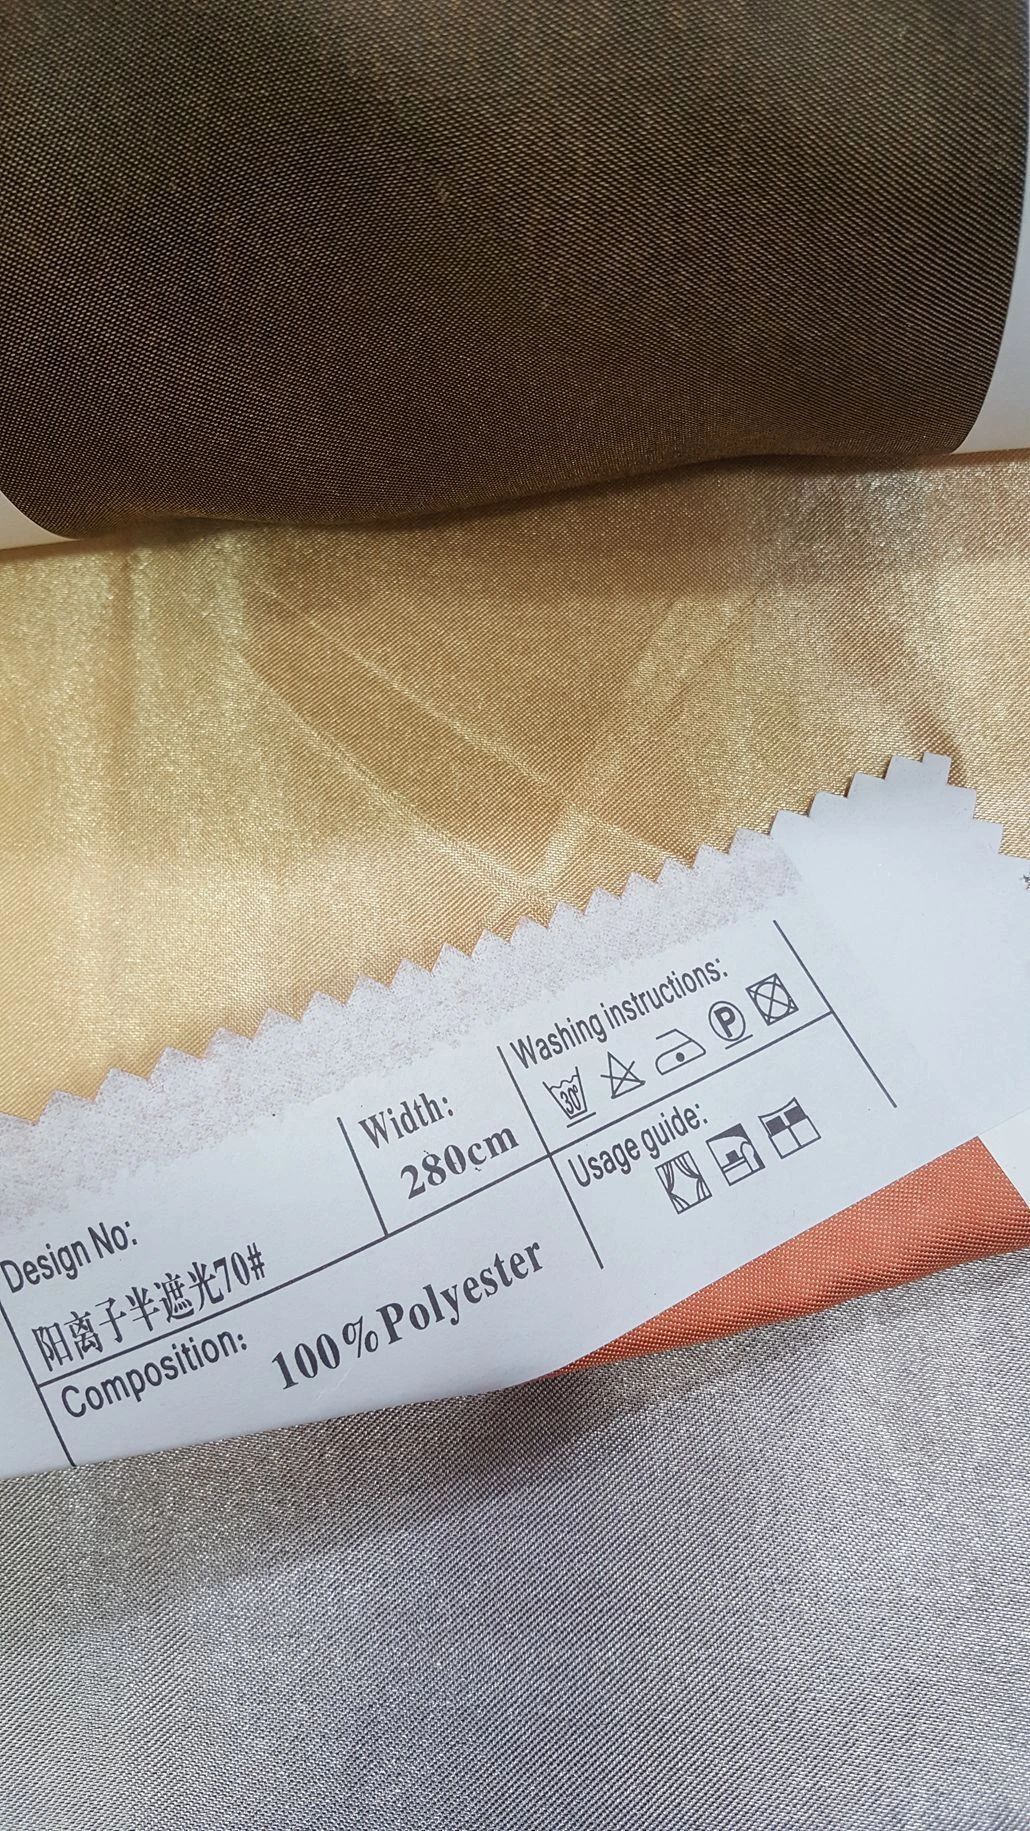 Design No:
阳离子半遮光70#
Width:
280cm
Washing instructions:
30°
P
Composition:
100%Polyester
Usage guide: